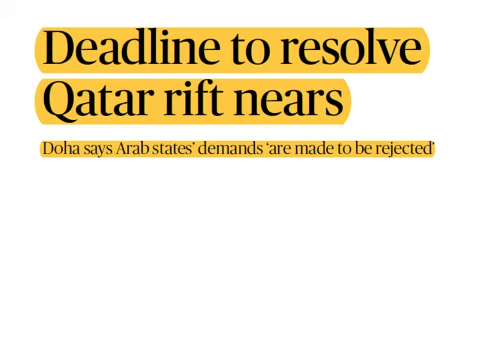 Deadline to resolve
Qatar rift nears
Doha says Arab states’ demands ‘are made to be rejected’